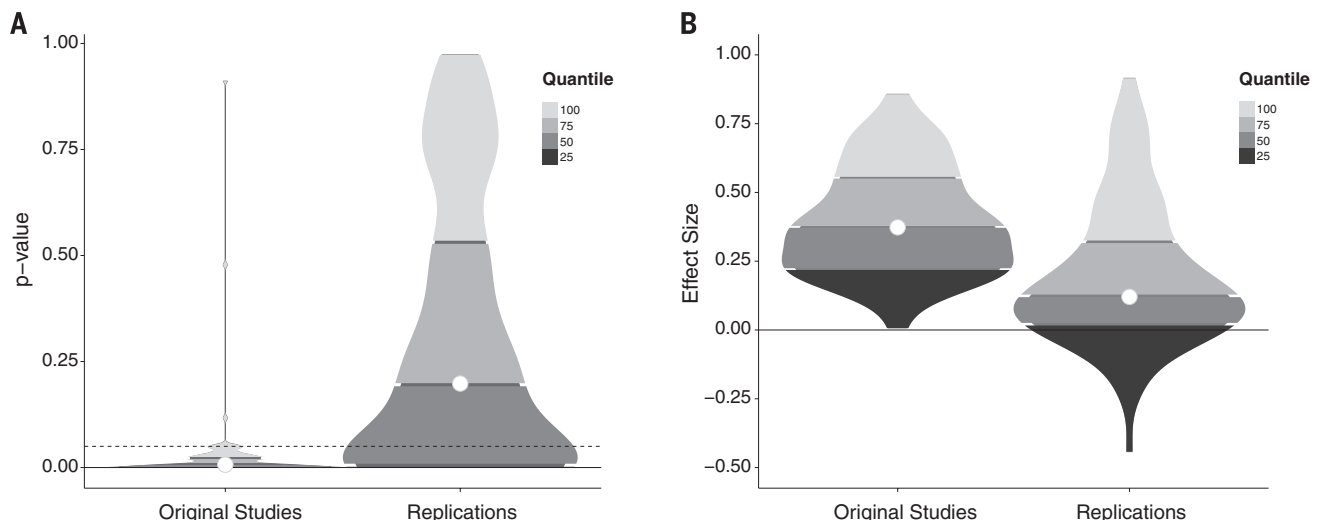 A
1.00
0.75
0.50
0.25
0.00
p−value
Quantile
100
75
50
25
Original Studies
Replications
B
1.00
0.75
0.50
0.25
0.00
−0.25
−0.50
Effect Size
Quantile
100
75
50
25
Original Studies
Replications